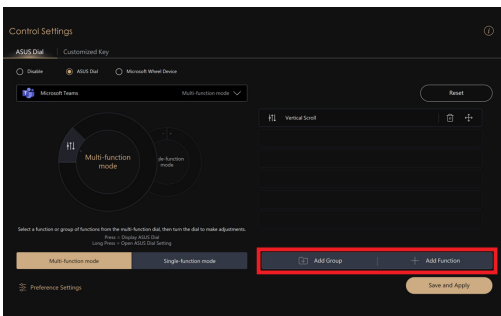 Control Settings
ASUS Dial
Customized Key
Disable
ASUS Dial
Microsoft Wheel Device
Microsoft Teams
Multi-function mode
Reset
Vertical Scroll
Multi-function
mode
mode
Select a function or group of functions from the multi-function dial, then turn the dial to make adjustments.
Press > Display ASUS Dial
Long Press > Open ASUS Dial Setting
Multi-function mode
Single-function mode
Add Group
Add Function
Preference Settings
Save and Apply